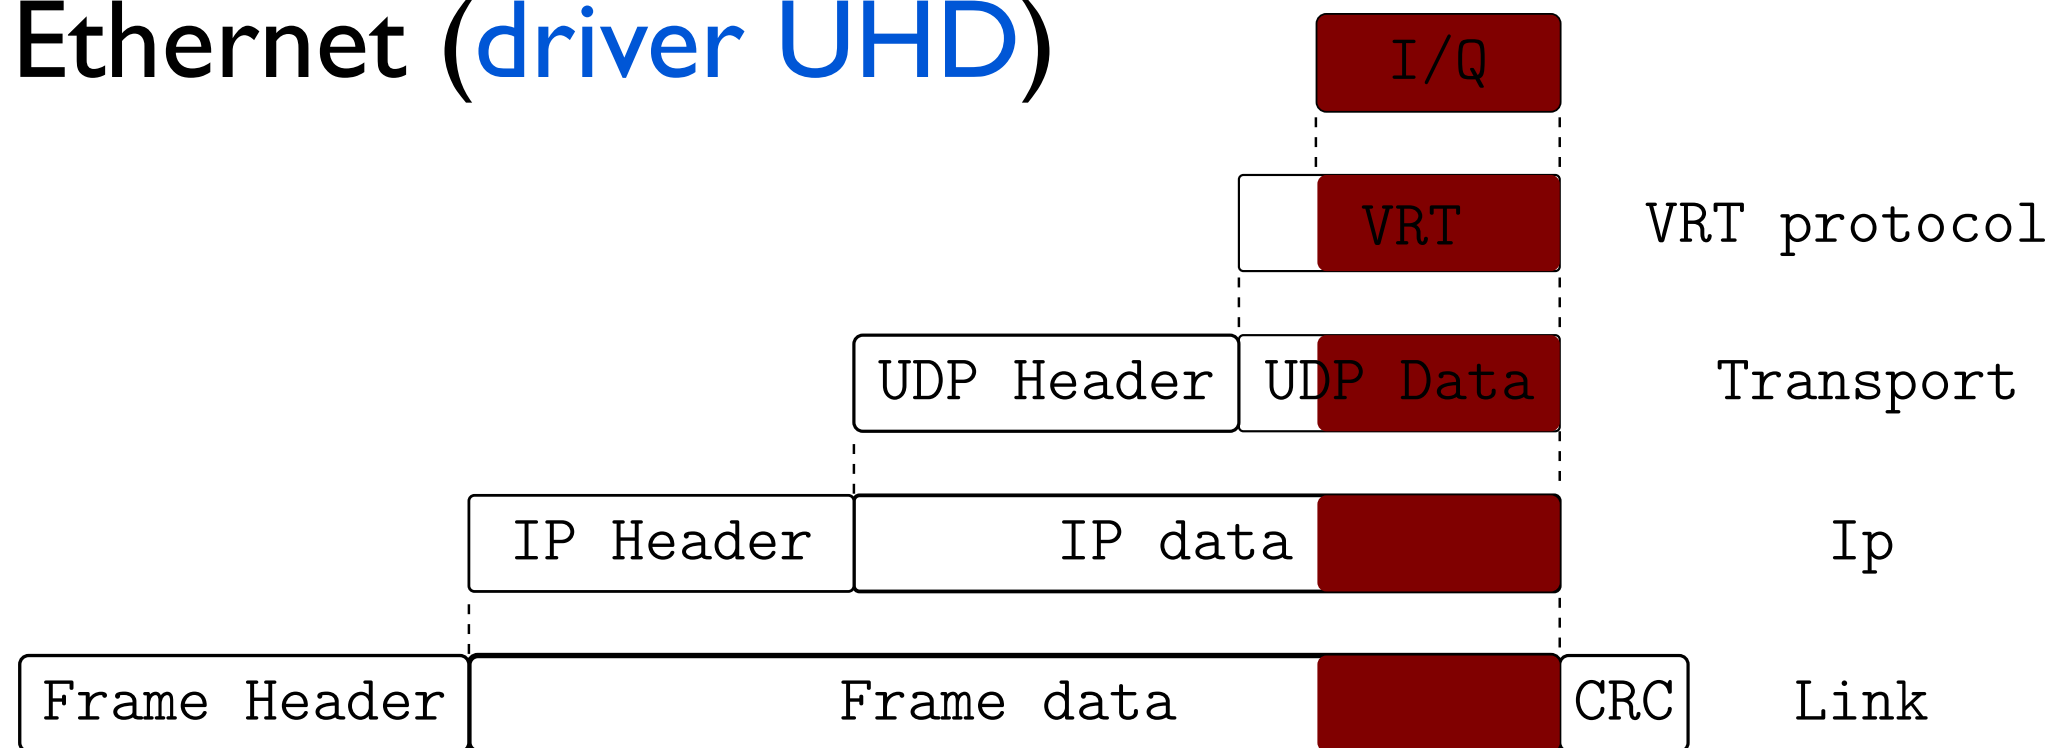 Ethernet (driver UHD)
I/Q
VRT VRT protocol
UDP Header UDP Data Transport
IP Header IP data Ip
Frame Header Frame data CRC Link